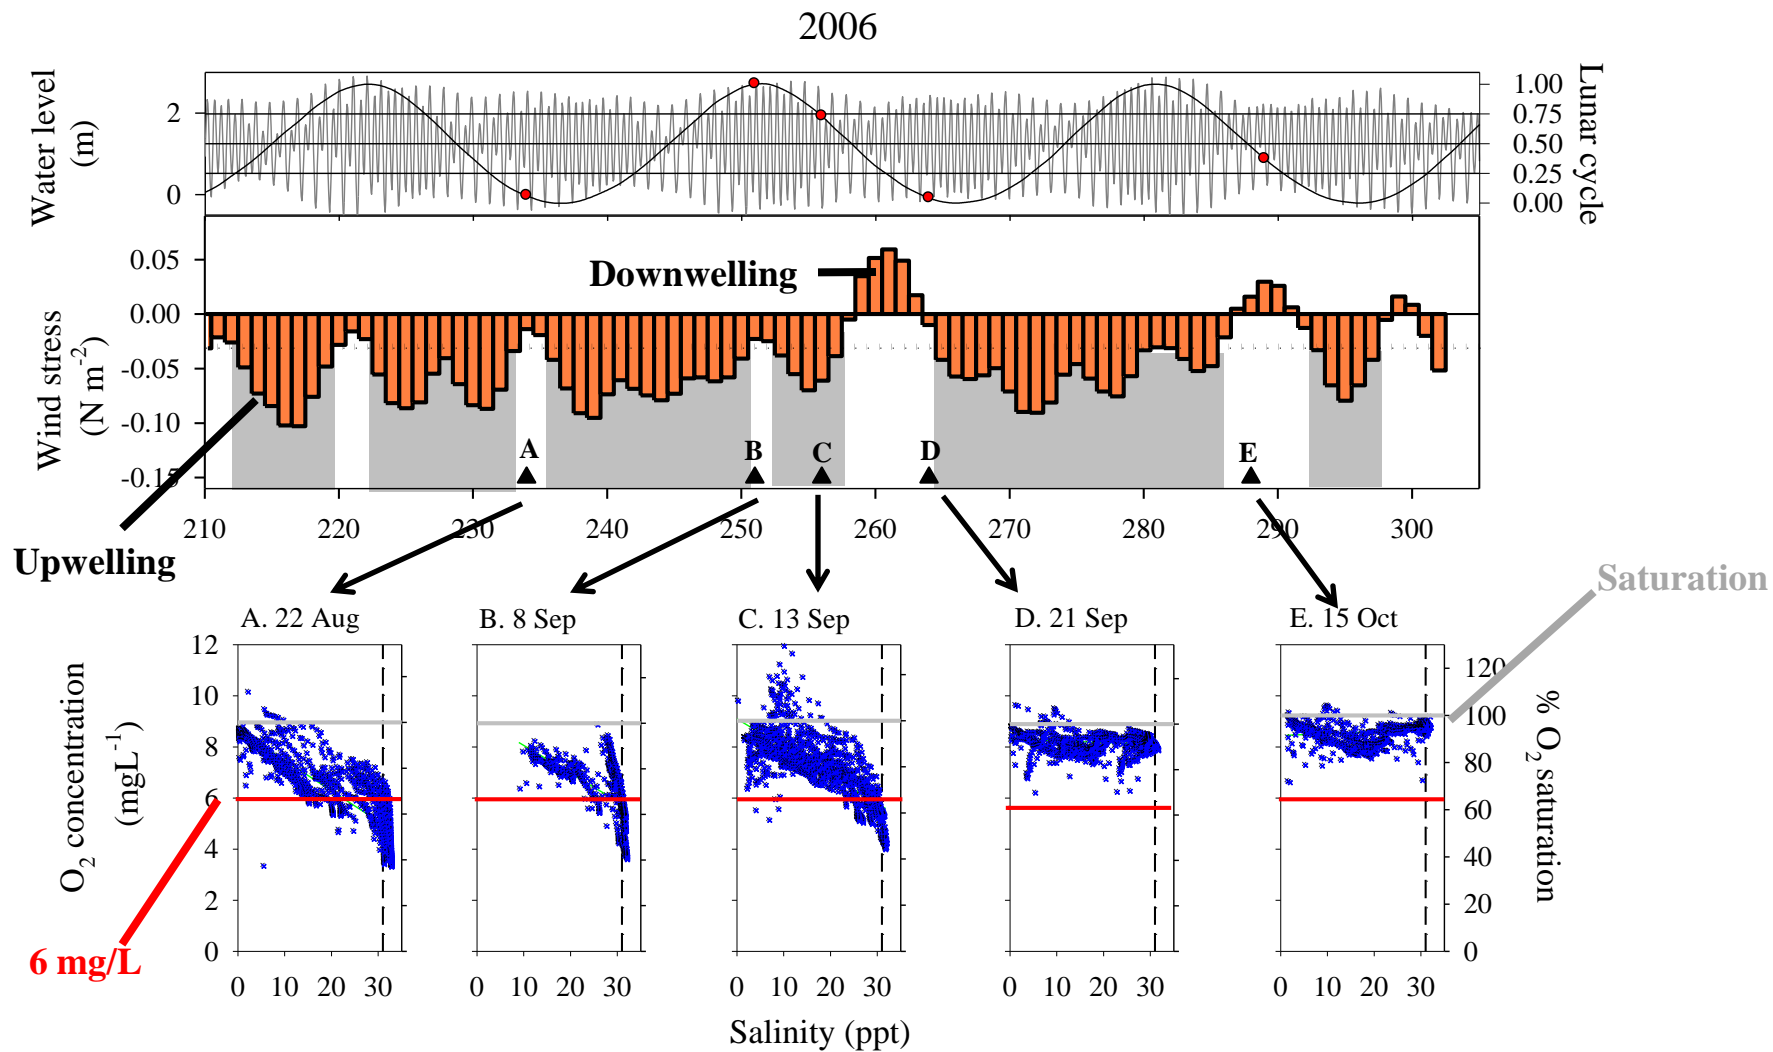 2006
Water level
(m)
2
0
1.00
0.75
0.50
0.25
0.00
Lunar cycle
Wind stress
(N m-2)
0.05
0.00
-0.05
-0.10
-0.15
Downwelling
Upwelling
A
B
C
D
E
210 220 230 240 250 260 270 280 290 300
Saturation
A. 22 Aug
B. 8 Sep
C. 13 Sep
D. 21 Sep
E. 15 Oct
O2 concentration
(mgL-1)
12
10
8
6
4
2
0
120
100
80
60
40
20
0
% O2 saturation
6 mg/L
0 10 20 30
0 10 20 30
0 10 20 30
0 10 20 30
0 10 20 30
Salinity (ppt)